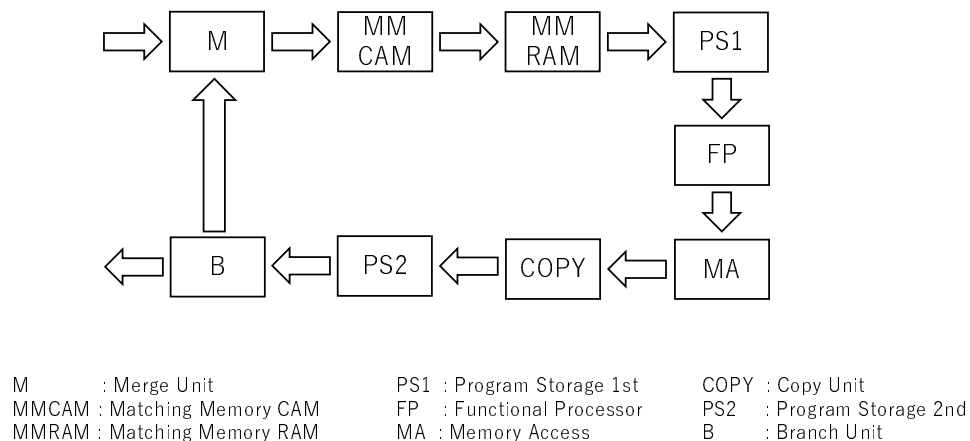 M
MM
CAM
MM
RAM
PS1
FP
B
PS2
COPY
MA
M : Merge Unit
MMCAM : Matching Memory CAM
MMRAM : Matching Memory RAM
PS1 : Program Storage 1st
FP : Functional Processor
MA : Memory Access
COPY : Copy Unit
PS2 : Program Storage 2nd
B : Branch Unit